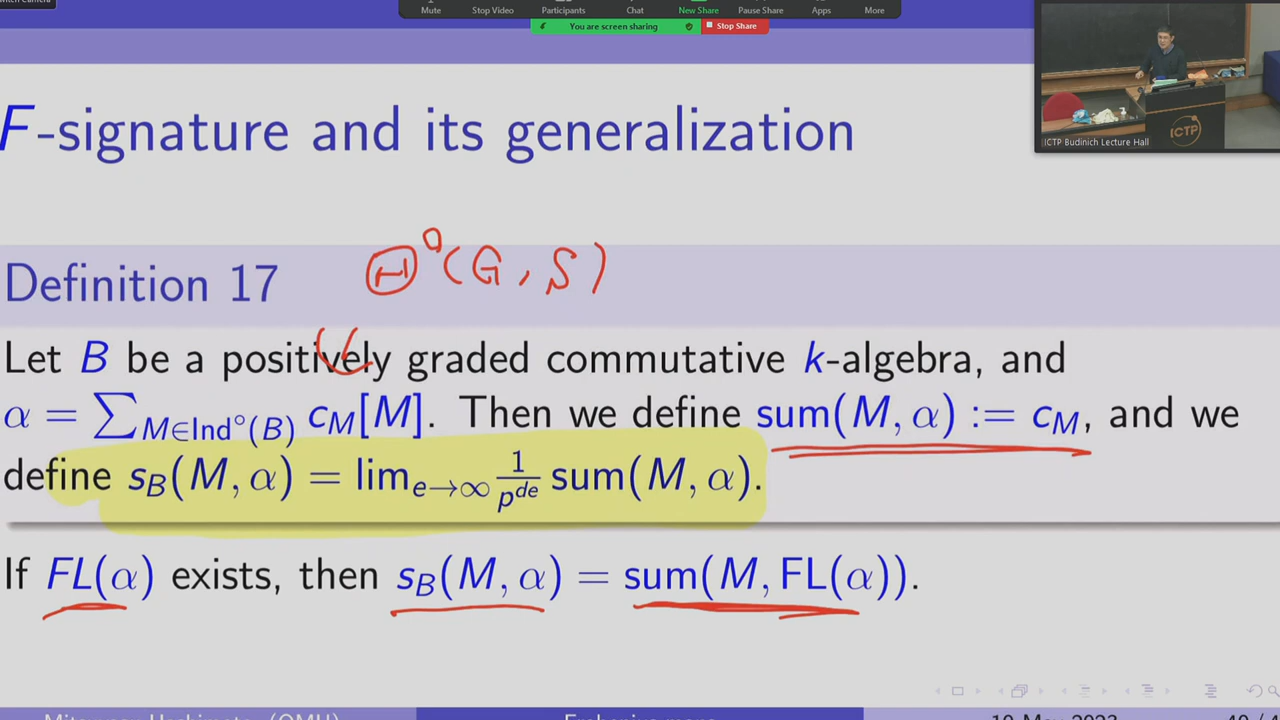 Mute Stop Video Participants Chat New Share Pause Share Apps More
You are screen sharing Stop Share
F-signature and its generalization
ICTP
ICTP Budinich Lecture Hall
Definition 17 Θ⁰(G, S)
Let B be a positively graded commutative k-algebra, and
α = ∑_{M∈Ind°(B)} c_M[M]. Then we define sum(M, α) := c_M, and we
define s_B(M, α) = lim_{e→∞} 1/p^{de} sum(M, α).
If FL(α) exists, then s_B(M, α) = sum(M, FL(α)).